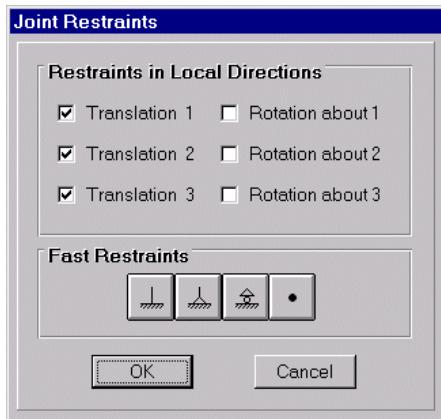 Joint Restraints
Restraints in Local Directions
Translation 1 Rotation about 1
Translation 2 Rotation about 2
Translation 3 Rotation about 3
Fast Restraints
OK Cancel